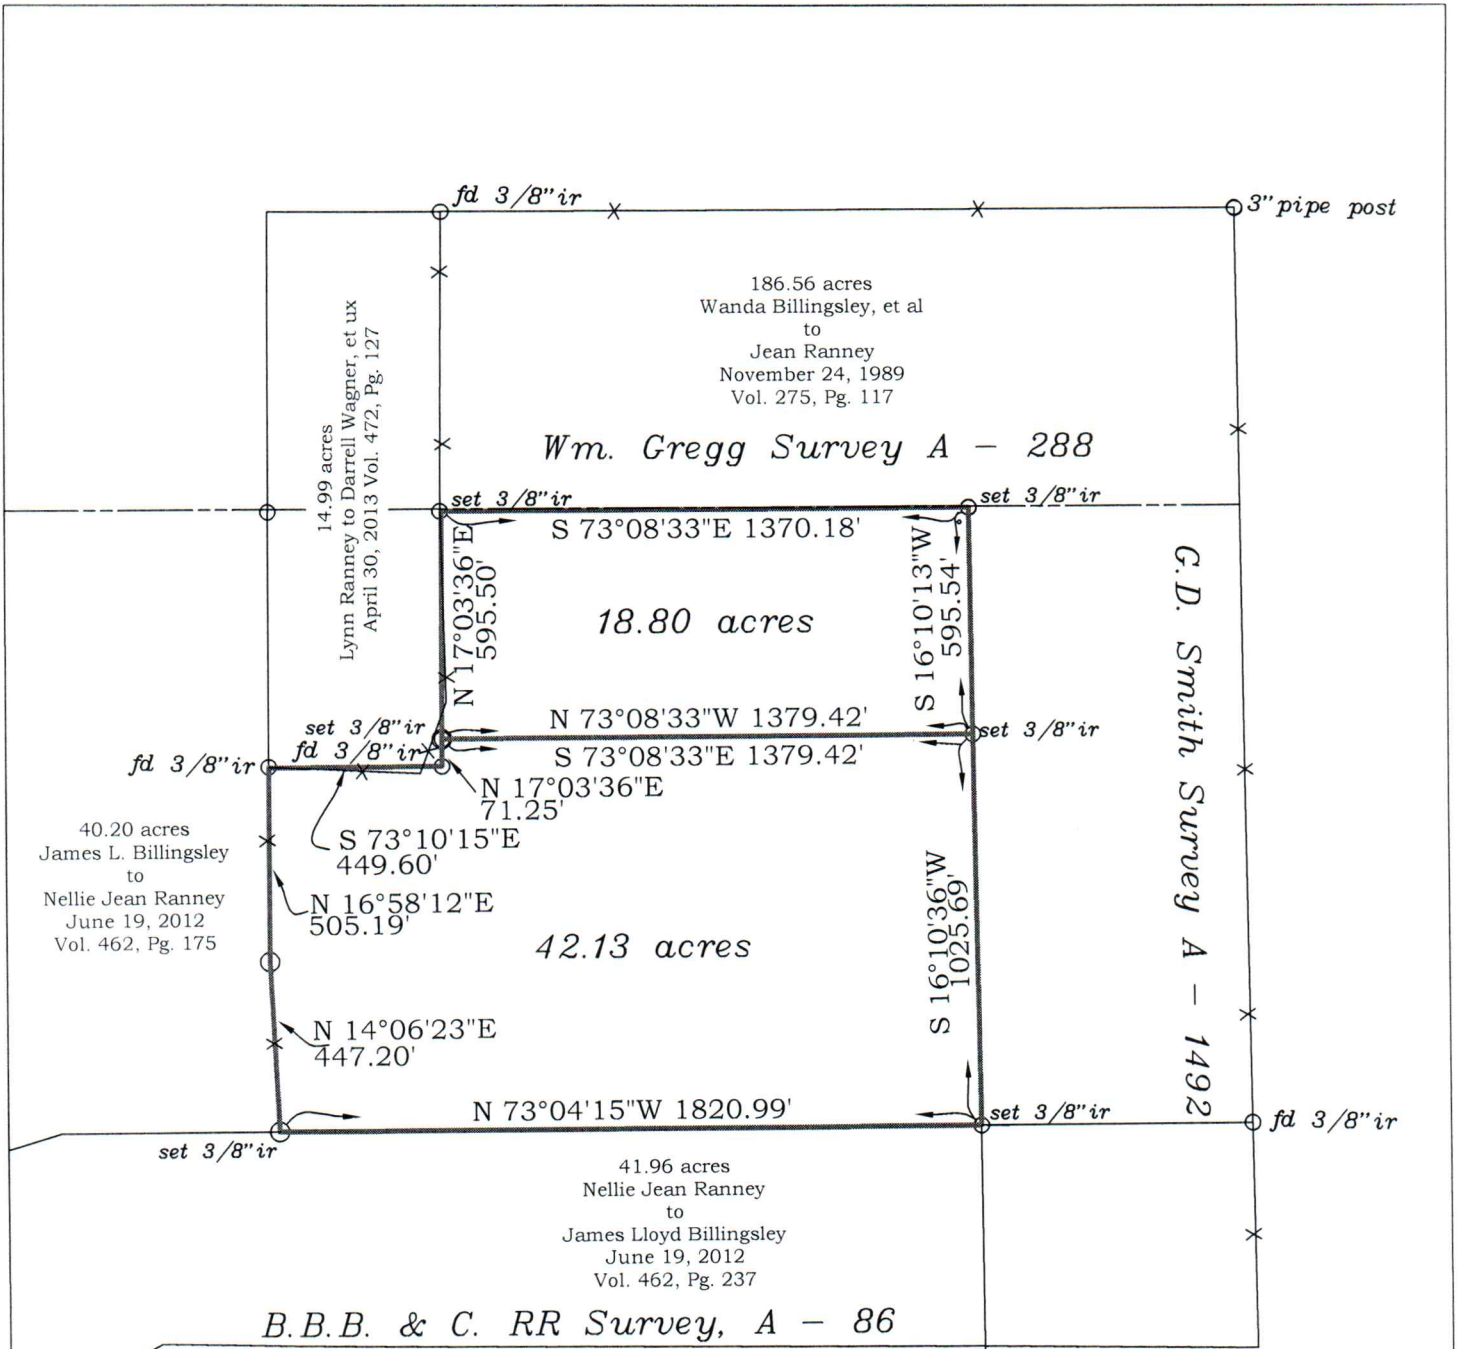 fd 3/8"ir
3" pipe post
186.56 acres
Wanda Billingsley, et al
to
Jean Ranney
November 24, 1989
Vol. 275, Pg. 117
14.99 acres
Lynn Ranney to Darrell Wagner, et ux
April 30, 2013 Vol. 472, Pg. 127
Wm. Gregg Survey A - 288
set 3/8"ir
set 3/8"ir
S 73°08'33"E 1370.18'
N 17°03'36"E
595.50'
18.80 acres
S 16°10'13"W
595.54'
G.D. Smith Survey A - 1492
N 73°08'33"W 1379.42'
set 3/8"ir
set 3/8"ir
fd 3/8"ir
S 73°08'33"E 1379.42'
fd 3/8"ir
N 17°03'36"E
71.25'
S 73°10'15"E
449.60'
40.20 acres
James L. Billingsley
to
Nellie Jean Ranney
June 19, 2012
Vol. 462, Pg. 175
N 16°58'12"E
505.19'
42.13 acres
S 16°10'36"W
1025.69'
N 14°06'23"E
447.20'
N 73°04'15"W 1820.99'
set 3/8"ir
fd 3/8"ir
set 3/8"ir
41.96 acres
Nellie Jean Ranney
to
James Lloyd Billingsley
June 19, 2012
Vol. 462, Pg. 237
B.B.B. & C. RR Survey, A - 86